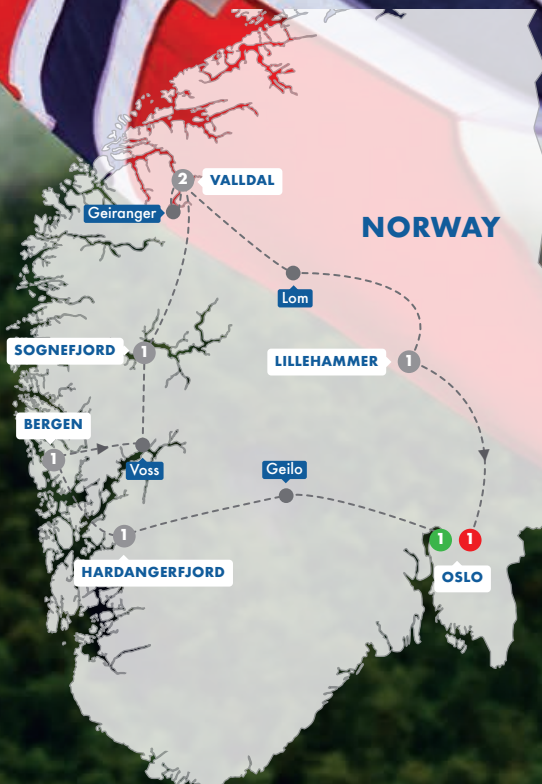 2
VALLDAL
Geiranger
NORWAY
Lom
SOGNEFJORD
1
LILLEHAMMER
1
BERGEN
1
Voss
Geilo
1
HARDANGERFJORD
1
1
OSLO